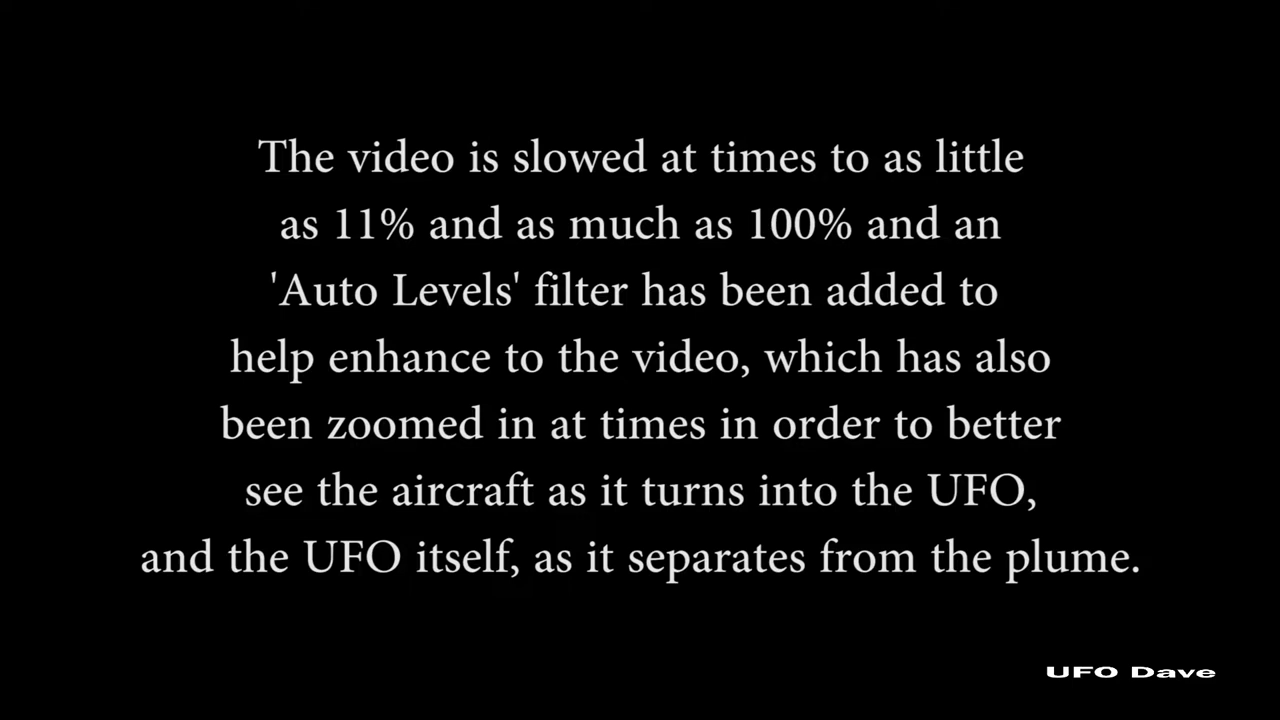 The video is slowed at times to as little
as 11% and as much as 100% and an
'Auto Levels' filter has been added to
help enhance to the video, which has also
been zoomed in at times in order to better
see the aircraft as it turns into the UFO,
and the UFO itself, as it separates from the plume.
UFO Dave